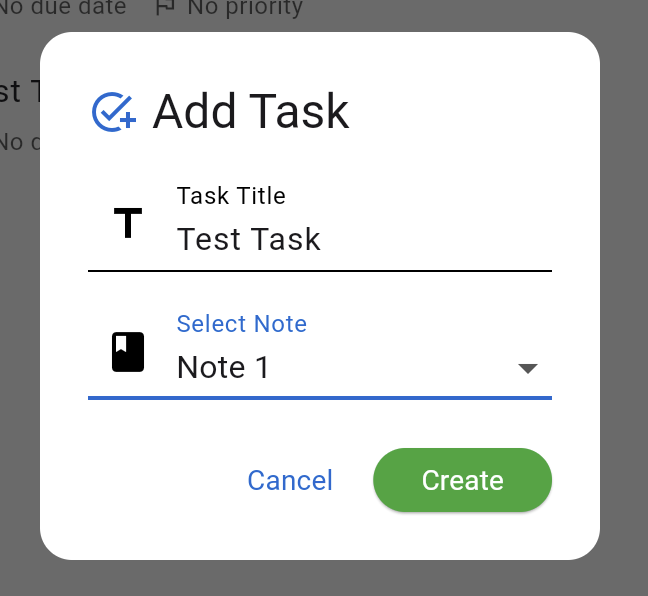 No due date No priority
Add Task
Task Title
Test Task
Select Note
Note 1
Cancel Create